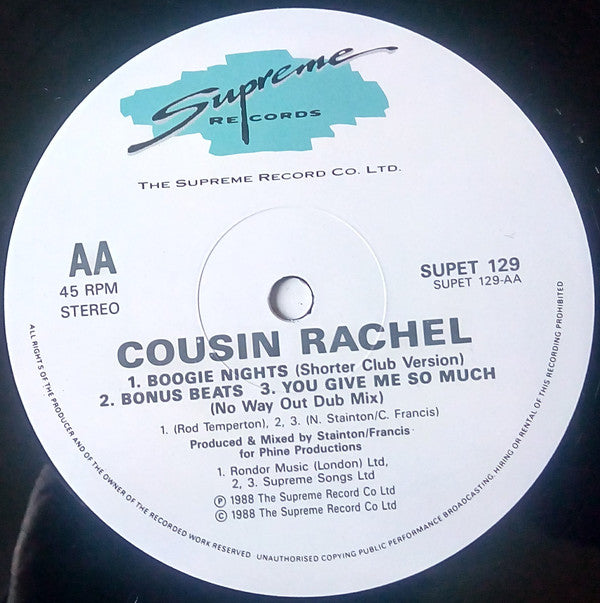 Supreme
RECORDS
THE SUPREME RECORD CO. LTD.
AA
45 RPM
STEREO
SUPET 129
SUPET 129-AA
COUSIN RACHEL
1. BOOGIE NIGHTS (Shorter Club Version)
2. BONUS BEATS 3. YOU GIVE ME SO MUCH
(No Way Out Dub Mix)
1. (Rod Temperton), 2, 3. (N. Stainton/C. Francis)
Produced & Mixed by Stainton/Francis
for Phine Productions
1. Rondor Music (London) Ltd,
2, 3. Supreme Songs Ltd
Ⓟ 1988 The Supreme Record Co Ltd
© 1988 The Supreme Record Co Ltd
ALL RIGHTS OF THE PRODUCER AND OF THE OWNER OF THE RECORDED WORK RESERVED UNAUTHORISED COPYING PUBLIC PERFORMANCE BROADCASTING HIRING OR RENTAL OF THIS RECORDING PROHIBITED